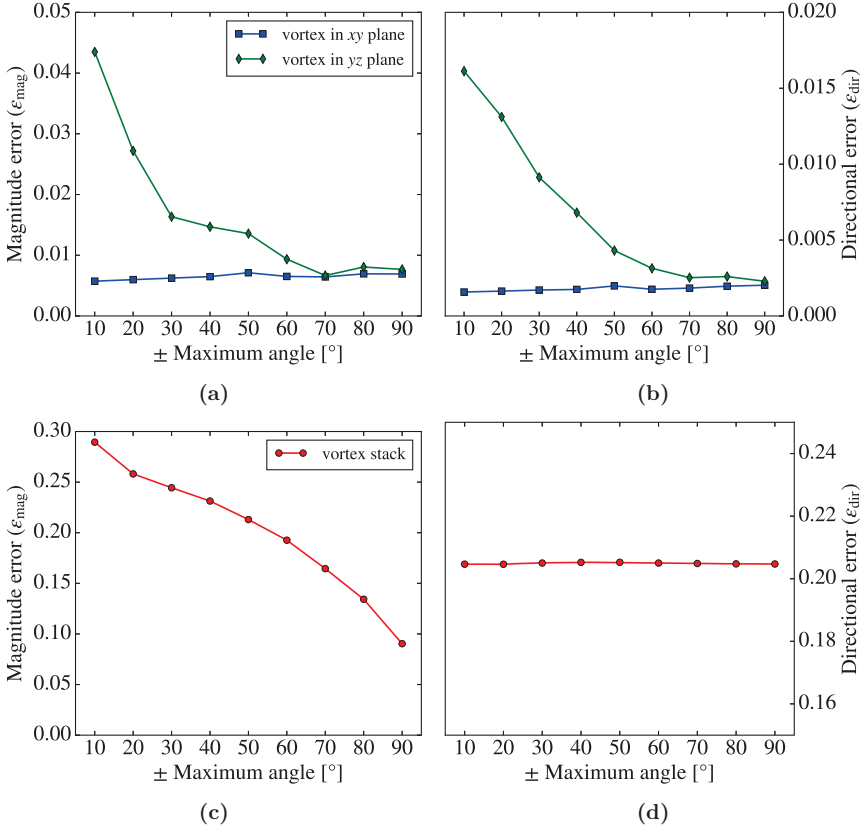 0.05
0.04
0.03
0.02
0.01
0.00
Magnitude error (εmag)
vortex in xy plane
vortex in yz plane
10 20 30 40 50 60 70 80 90
± Maximum angle [°]
(a)
0.020
0.015
0.010
0.005
0.000
Directional error (εdir)
10 20 30 40 50 60 70 80 90
± Maximum angle [°]
(b)
0.30
0.25
0.20
0.15
0.10
0.05
0.00
Magnitude error (εmag)
vortex stack
10 20 30 40 50 60 70 80 90
± Maximum angle [°]
(c)
0.24
0.22
0.20
0.18
0.16
Directional error (εdir)
10 20 30 40 50 60 70 80 90
± Maximum angle [°]
(d)